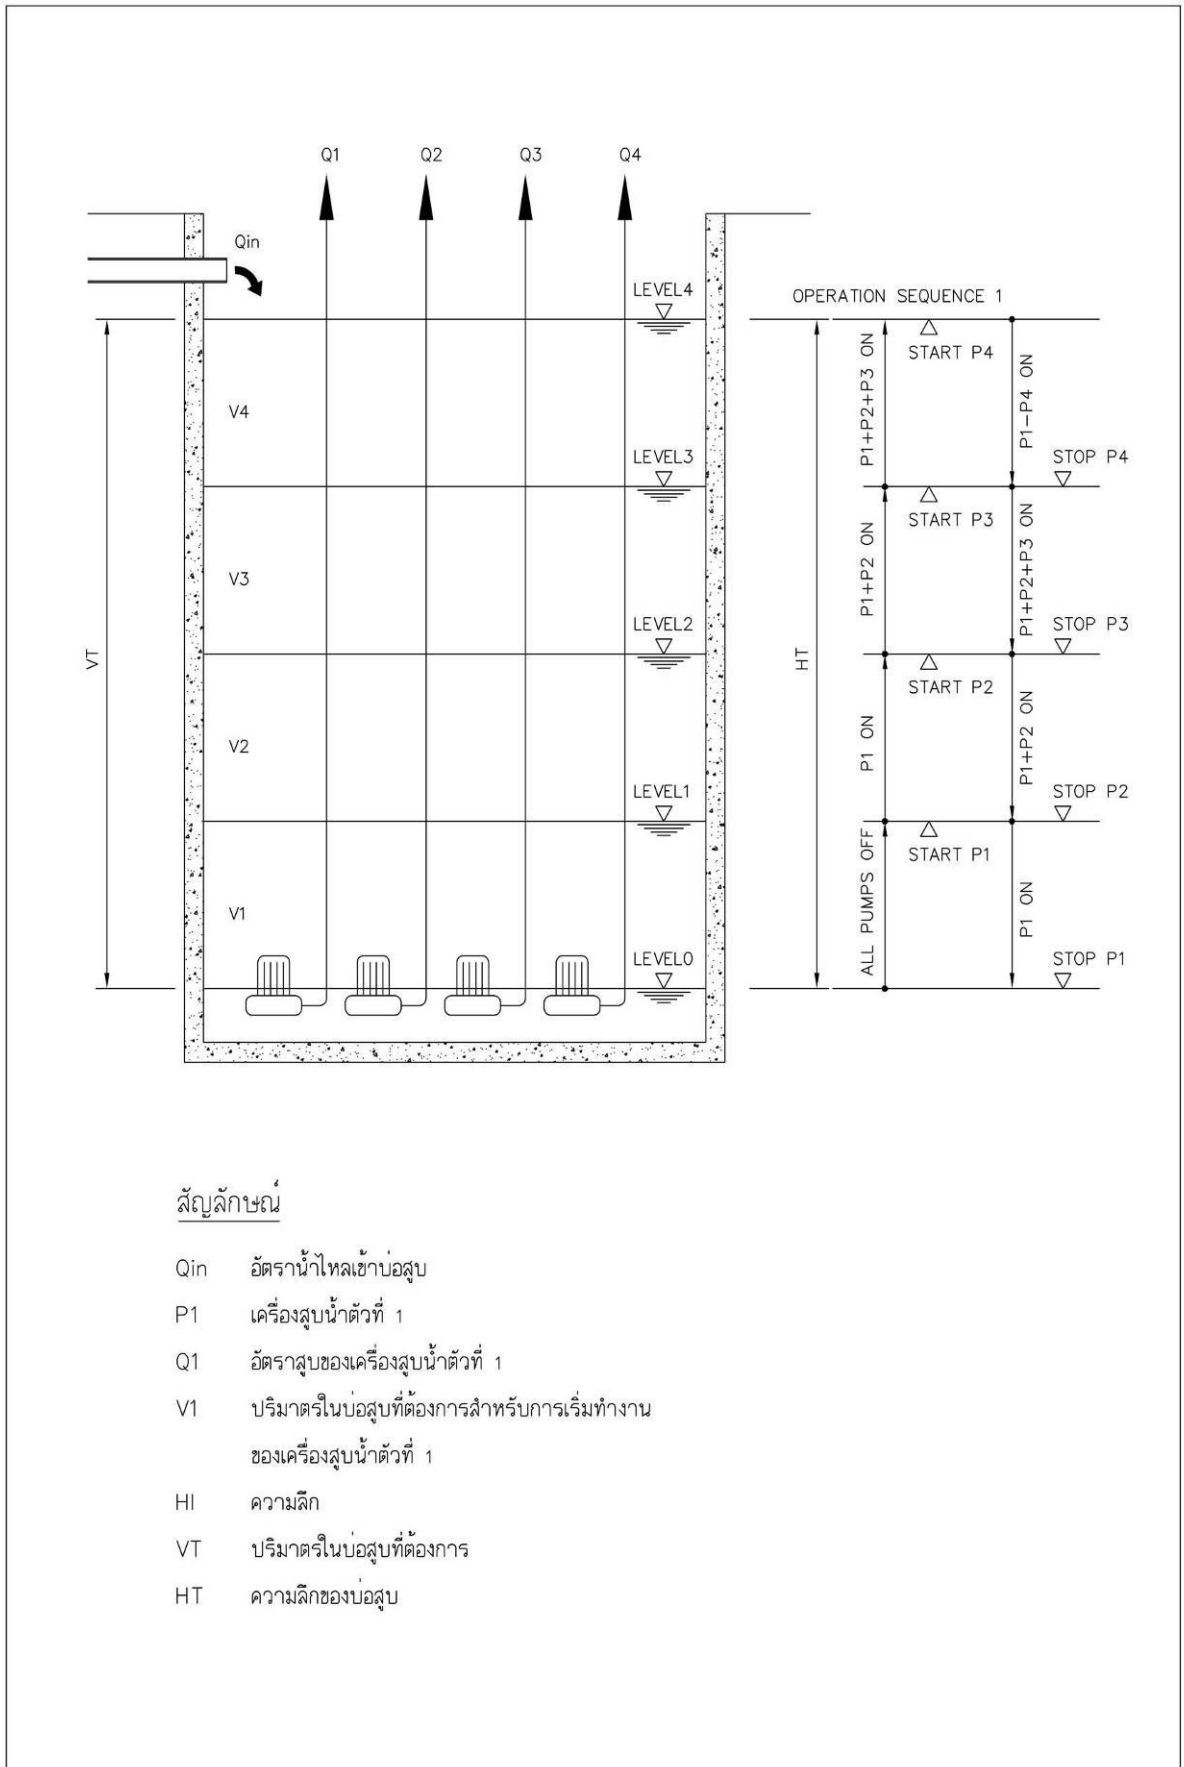 Q1 Q2 Q3 Q4
Qin
LEVEL4
OPERATION SEQUENCE 1
START P4
P1+P2+P3 ON
P1-P4 ON
V4
LEVEL3
STOP P4
START P3
P1+P2 ON
P1+P2+P3 ON
V3
LEVEL2
STOP P3
VT
HT
START P2
P1 ON
P1+P2 ON
V2
LEVEL1
STOP P2
START P1
ALL PUMPS OFF
P1 ON
V1
LEVEL0
STOP P1
สัญลักษณ์
Qin อัตราน้ำไหลเข้าบ่อสูบ
P1 เครื่องสูบน้ำตัวที่ 1
Q1 อัตราสูบของเครื่องสูบน้ำตัวที่ 1
V1 ปริมาตรในบ่อสูบที่ต้องการสำหรับการเริ่มทำงาน
ของเครื่องสูบน้ำตัวที่ 1
HI ความลึก
VT ปริมาตรในบ่อสูบที่ต้องการ
HT ความลึกของบ่อสูบ